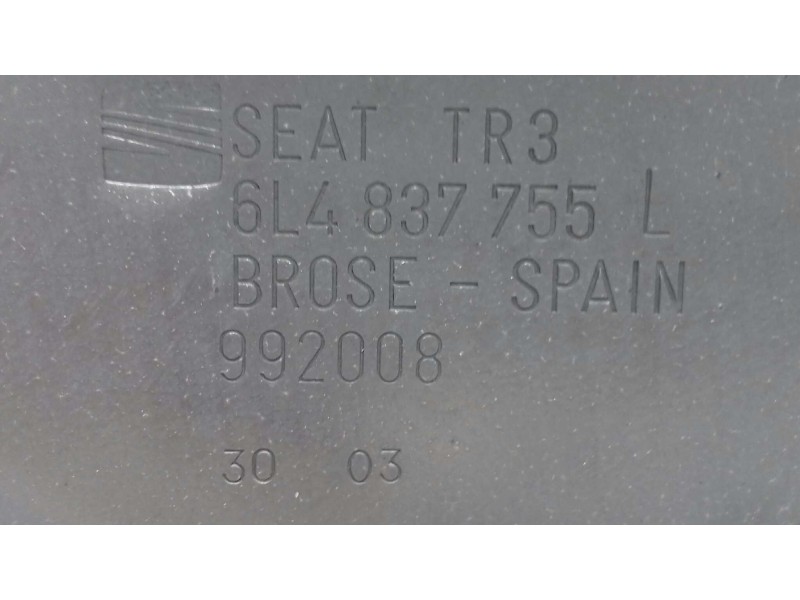 SEAT TR3
6L4 837 755 L
BROSE - SPAIN
992008
30 03